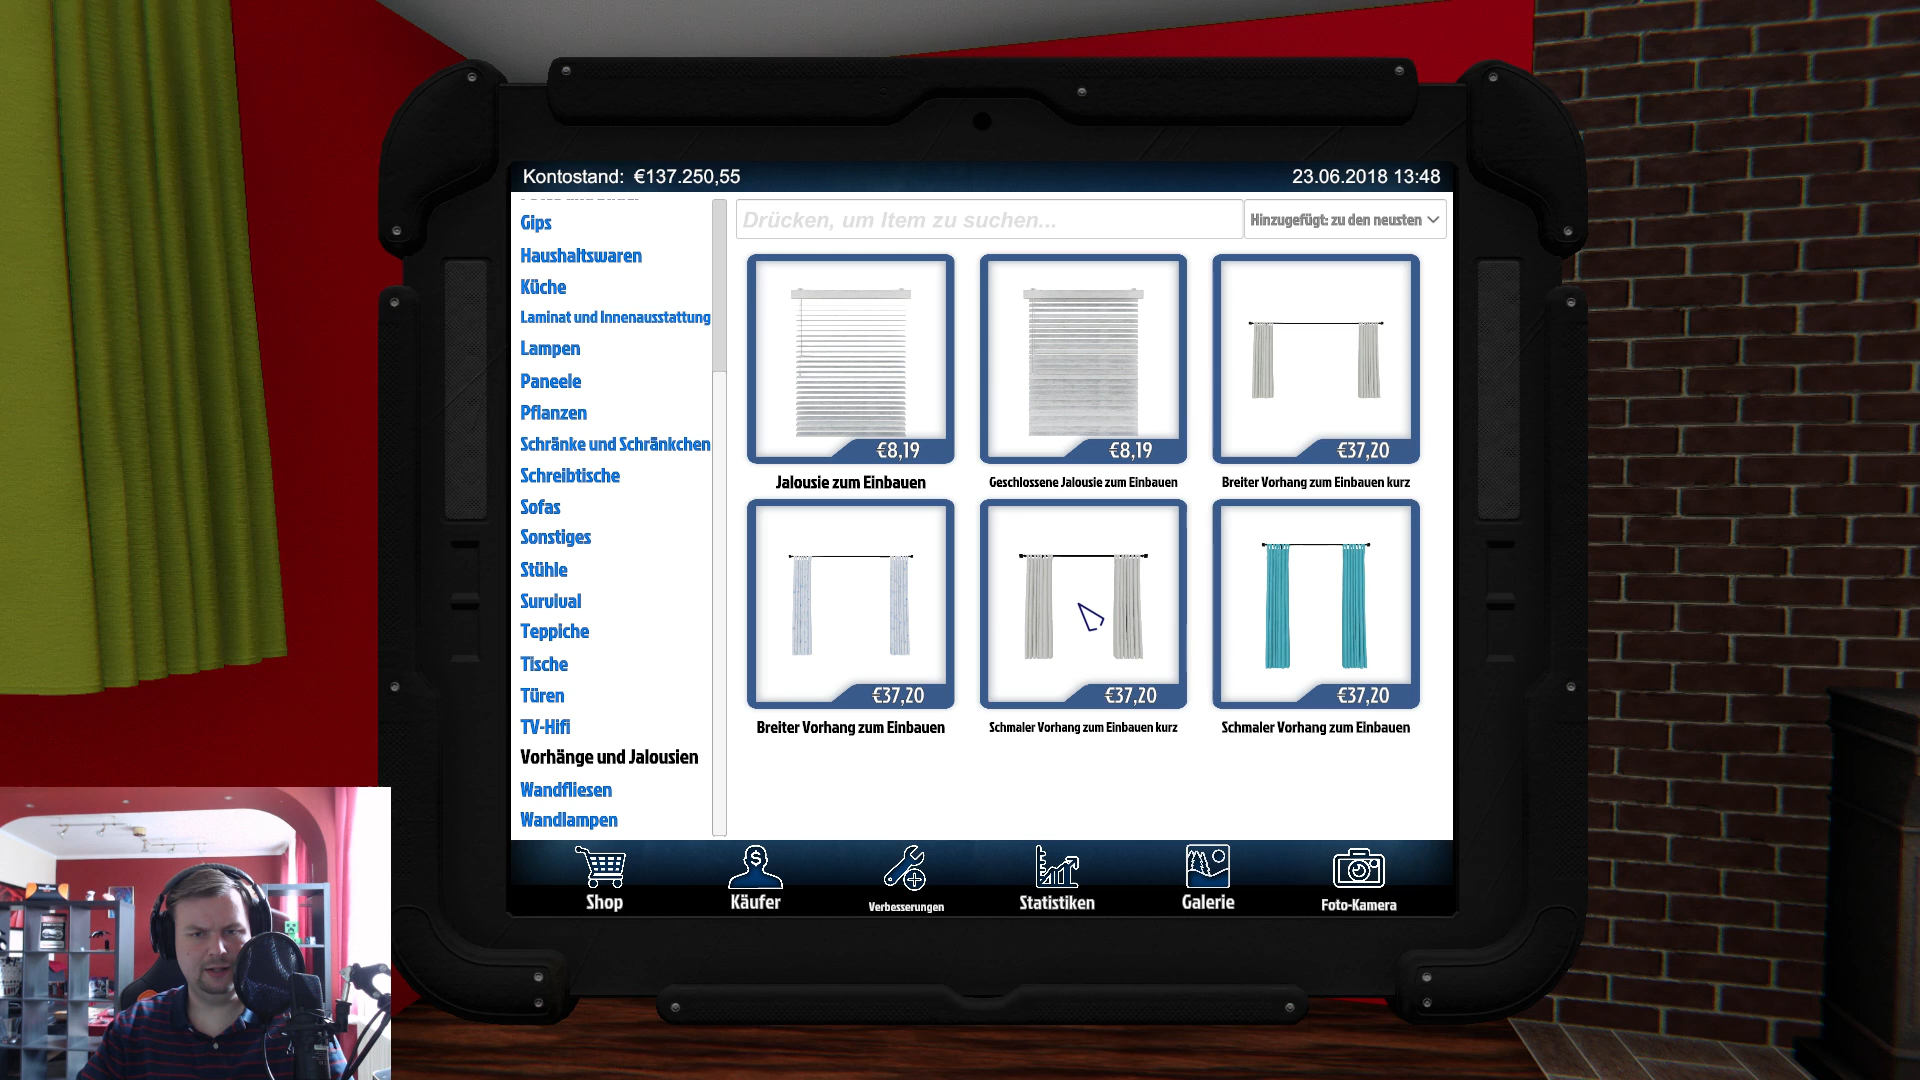 Kontostand: €137.250,55
23.06.2018 13:48
Gips
Haushaltswaren
Küche
Laminat und Innenausstattung
Lampen
Paneele
Pflanzen
Schränke und Schränkchen
Schreibtische
Sofas
Sonstiges
Stühle
Survival
Teppiche
Tische
Türen
TV-Hifi
Vorhänge und Jalousien
Wandfliesen
Wandlampen
Drücken, um Item zu suchen...
Hinzugefügt: zu den neusten
€8,19
€8,19
€37,20
Jalousie zum Einbauen
Geschlossene Jalousie zum Einbauen
Breiter Vorhang zum Einbauen kurz
€37,20
€37,20
€37,20
Breiter Vorhang zum Einbauen
Schmaler Vorhang zum Einbauen kurz
Schmaler Vorhang zum Einbauen
Shop
Käufer
Verbesserungen
Statistiken
Galerie
Foto-Kamera